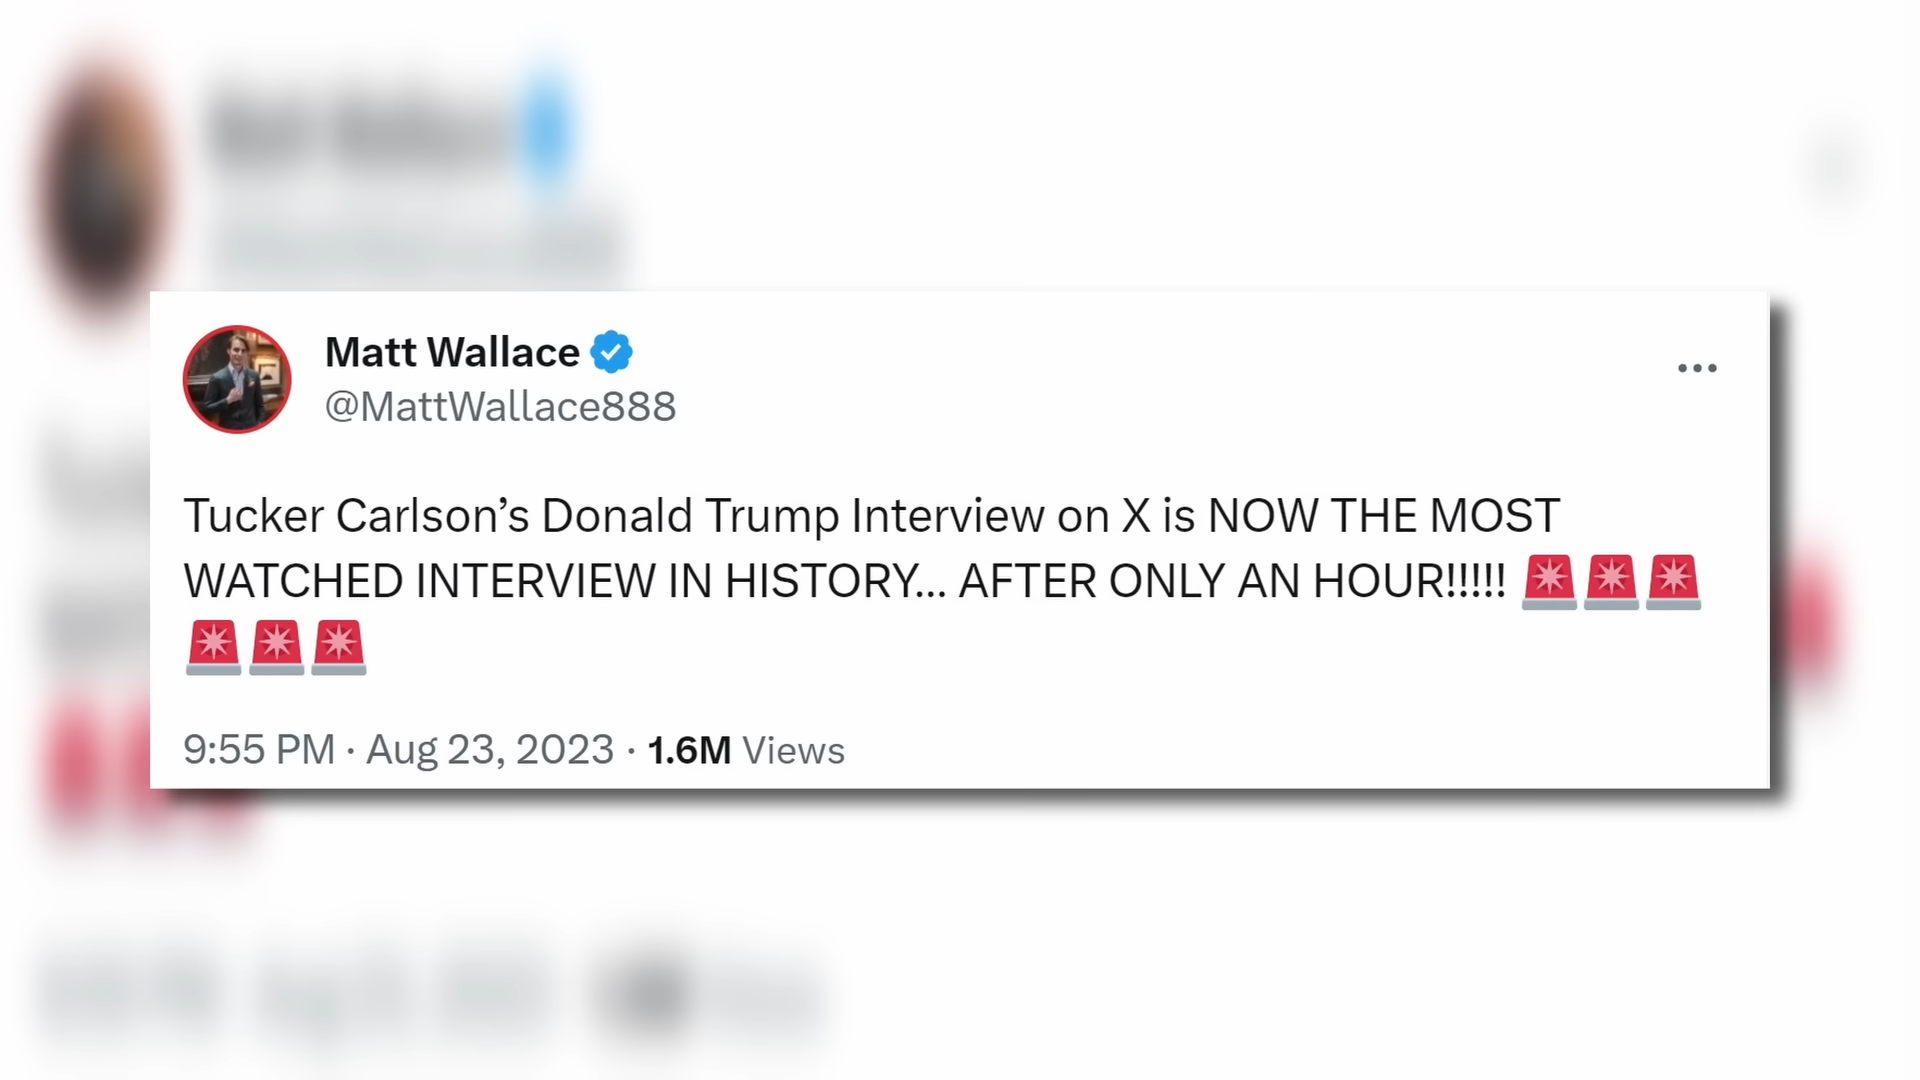 Matt Wallace
@MattWallace888
Tucker Carlson’s Donald Trump Interview on X is NOW THE MOST
WATCHED INTERVIEW IN HISTORY... AFTER ONLY AN HOUR!!!!! 🚨🚨🚨
🚨🚨🚨
9:55 PM · Aug 23, 2023 · 1.6M Views